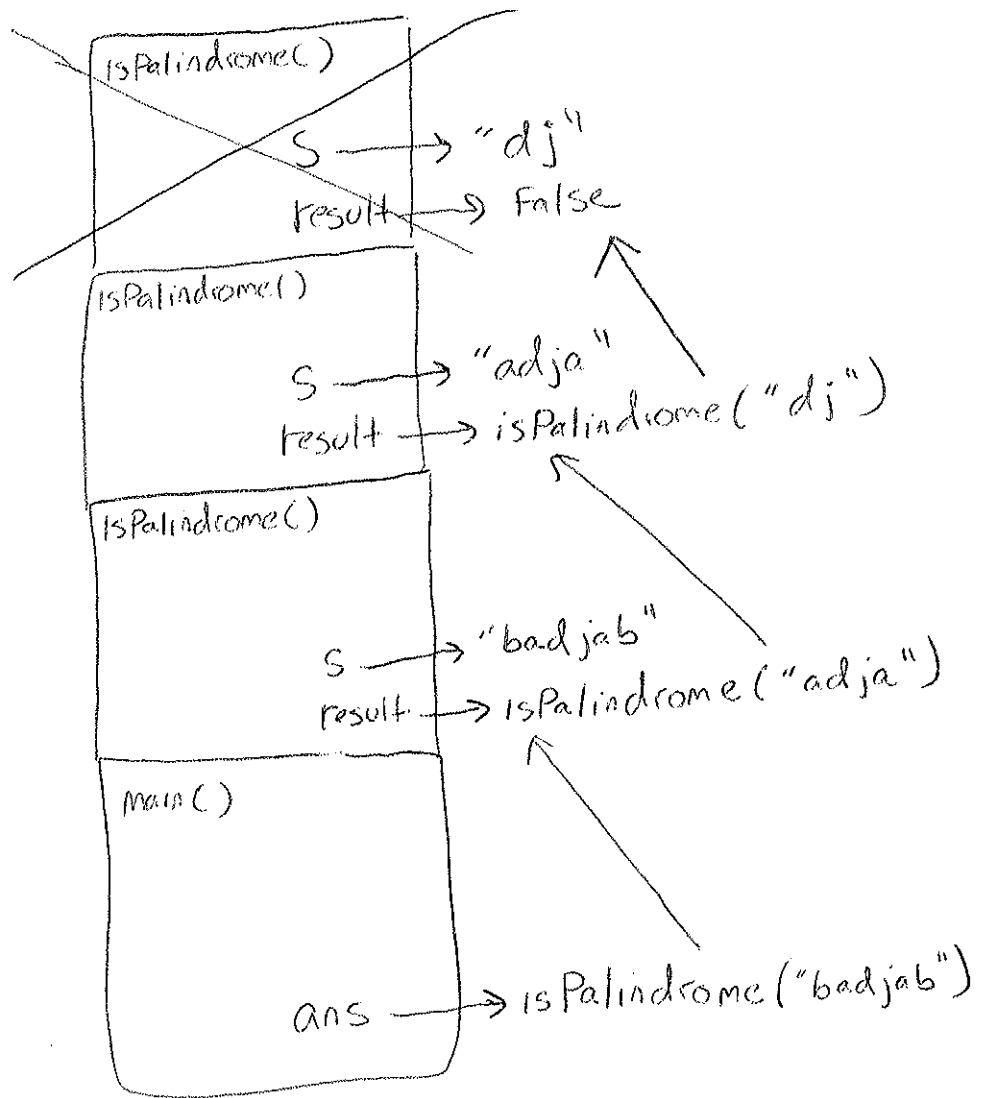 isPalindrome()
S → "dj"
result → False
isPalindrome()
S → "adja"
result → isPalindrome("dj")
isPalindrome()
S → "badjab"
result → isPalindrome("adja")
main()
ans → isPalindrome("badjab")